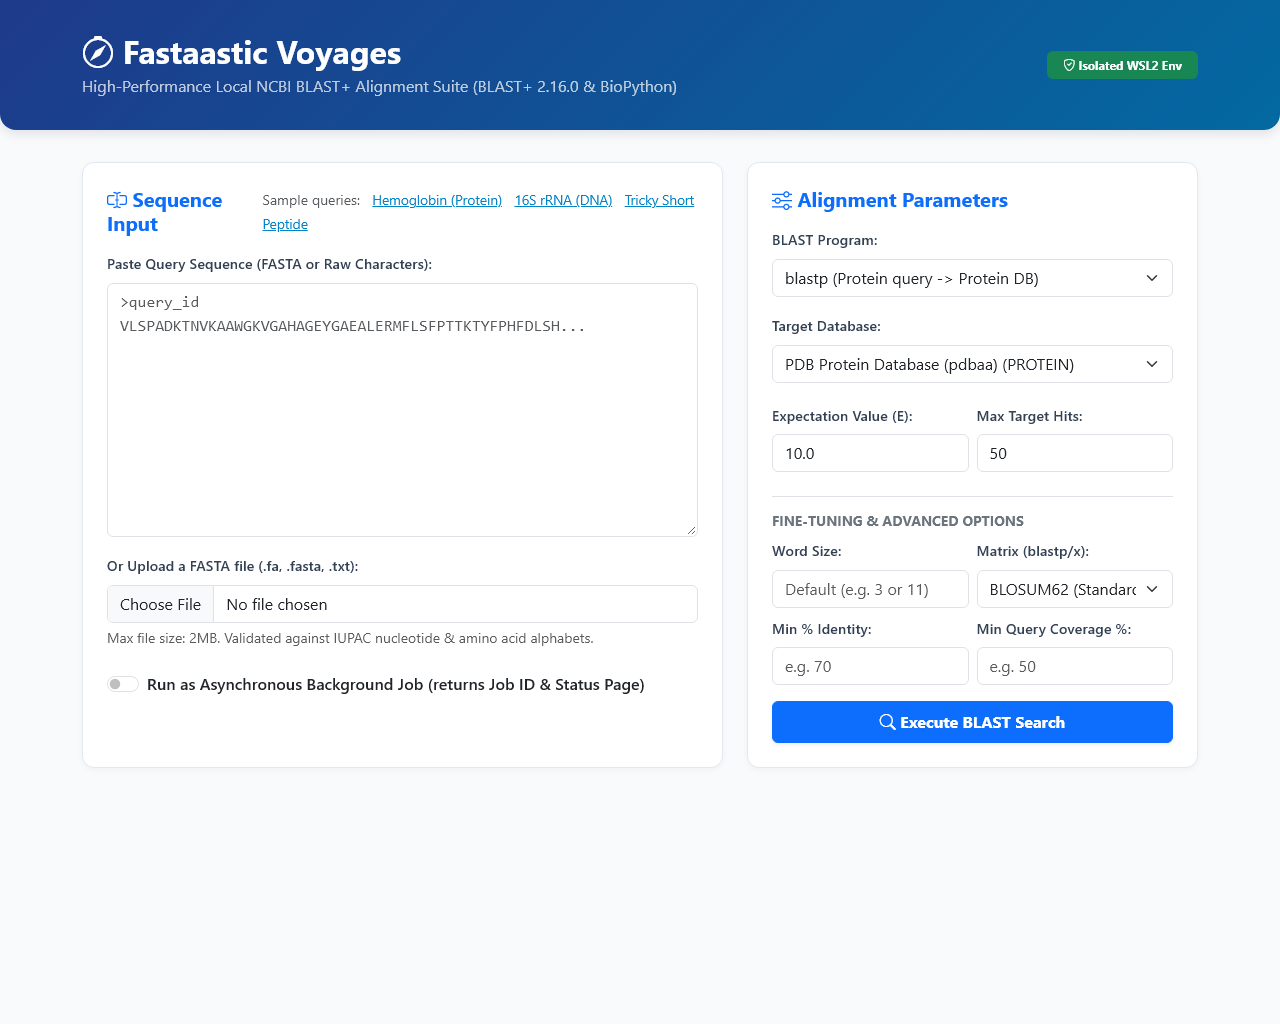 Fastaastic Voyages
High-Performance Local NCBI BLAST+ Alignment Suite (BLAST+ 2.16.0 & BioPython)
Isolated WSL2 Env
Sequence Input
Sample queries: Hemoglobin (Protein) 16S rRNA (DNA) Tricky Short
Peptide
Paste Query Sequence (FASTA or Raw Characters):
>query_id
VLSPADKTNVKAAWGKVGAHAGEYGAEALERMFLSFPTTKTYFPHFDLSH...
Or Upload a FASTA file (.fa, .fasta, .txt):
Choose File No file chosen
Max file size: 2MB. Validated against IUPAC nucleotide & amino acid alphabets.
Run as Asynchronous Background Job (returns Job ID & Status Page)
Alignment Parameters
BLAST Program:
blastp (Protein query -> Protein DB)
Target Database:
PDB Protein Database (pdbaa) (PROTEIN)
Expectation Value (E): Max Target Hits:
10.0 50
FINE-TUNING & ADVANCED OPTIONS
Word Size: Matrix (blastp/x):
Default (e.g. 3 or 11) BLOSUM62 (Standard
Min % Identity: Min Query Coverage %:
e.g. 70 e.g. 50
Execute BLAST Search